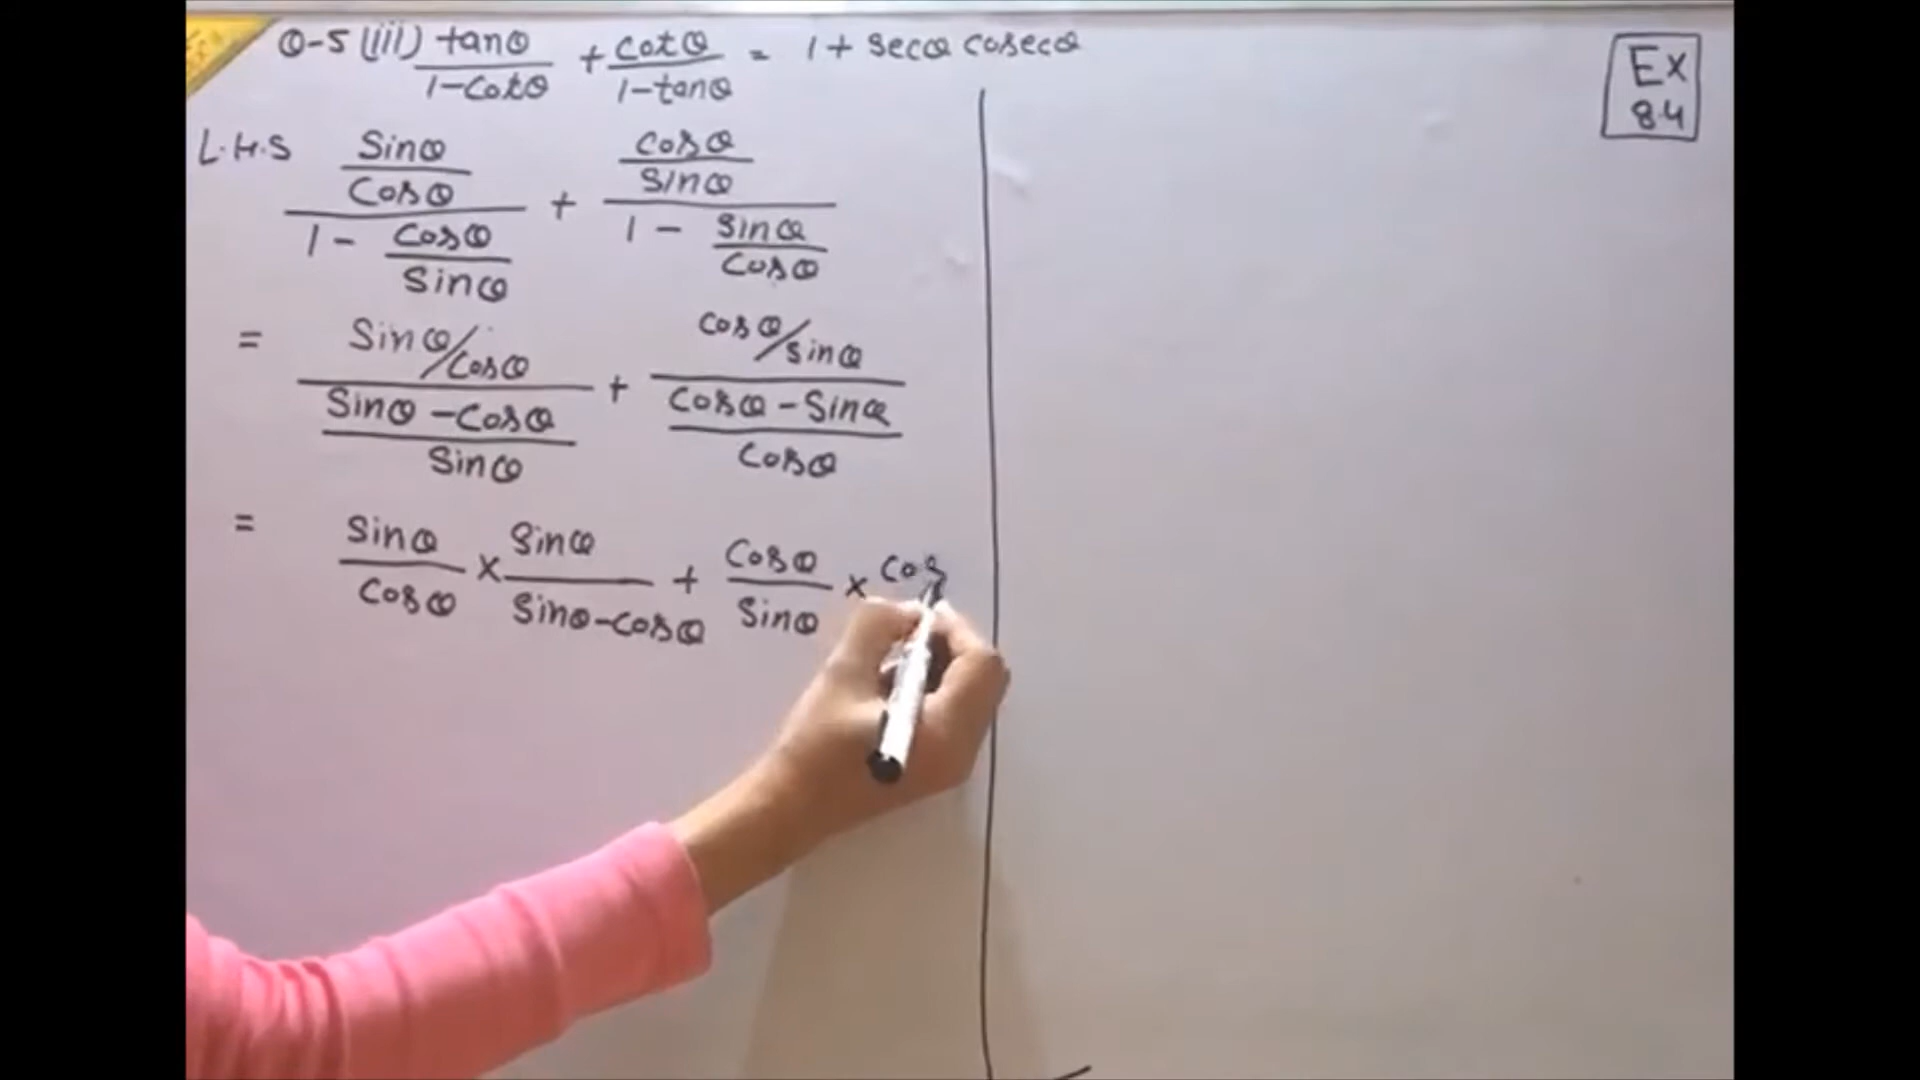 Q-5 (iii) tanθ/1-cotθ + cotθ/1-tanθ = 1 + secθ cosecθ
Ex 8.4
L.H.S (Sinθ/Cosθ)/(1 - Cosθ/Sinθ) + (Cosθ/Sinθ)/(1 - Sinθ/Cosθ)
= (Sinθ/Cosθ)/(Sinθ - Cosθ/Sinθ) + (Cosθ/Sinθ)/(Cosθ - Sinθ/Cosθ)
= Sinθ/Cosθ × Sinθ/Sinθ-Cosθ + Cosθ/Sinθ × Cos